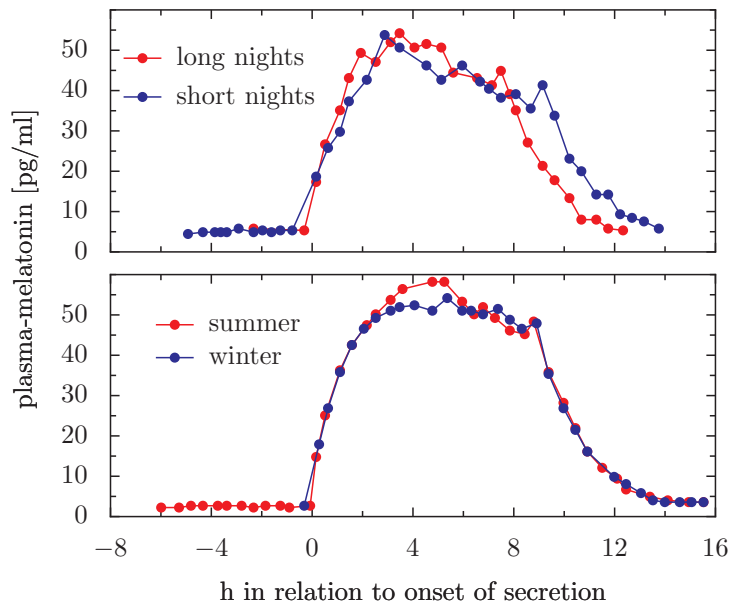 50
40
30
20
10
0
long nights
short nights
plasma-melatonin [pg/ml]
50
40
30
20
10
0
summer
winter
−8 −4 0 4 8 12 16
h in relation to onset of secretion